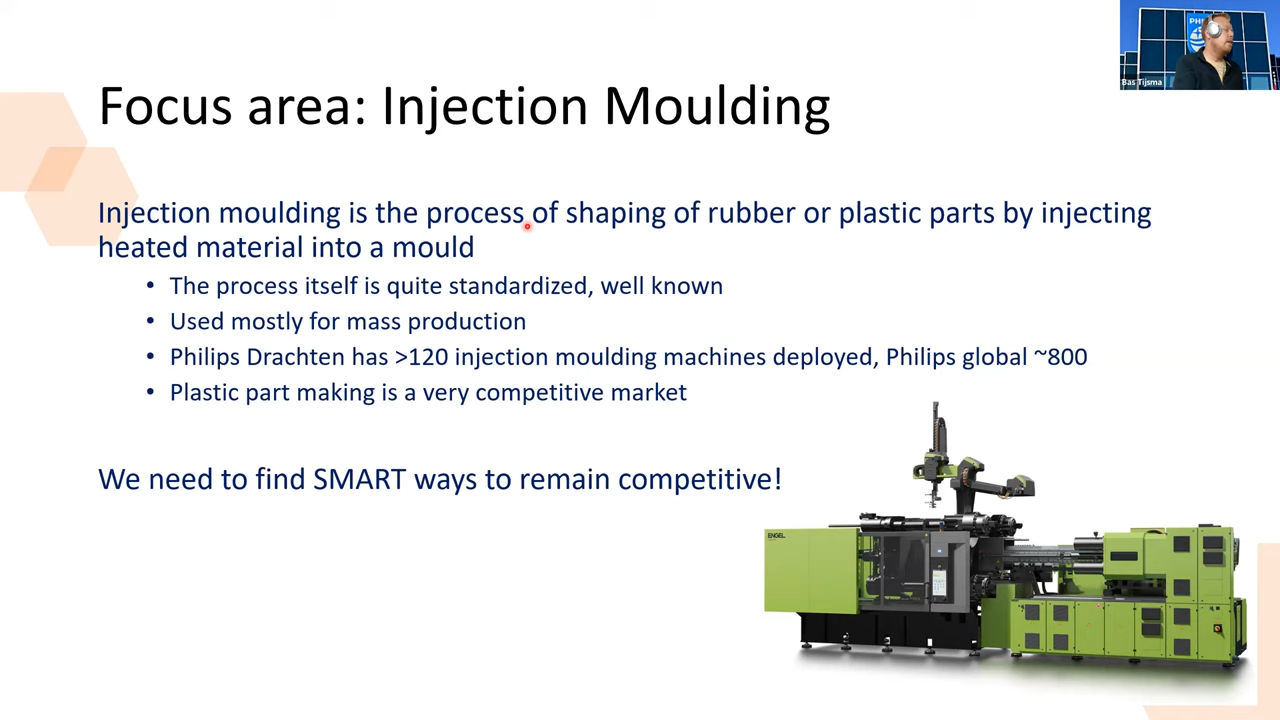 Focus area: Injection Moulding
Injection moulding is the process of shaping of rubber or plastic parts by injecting
heated material into a mould
• The process itself is quite standardized, well known
• Used mostly for mass production
• Philips Drachten has >120 injection moulding machines deployed, Philips global ~800
• Plastic part making is a very competitive market
We need to find SMART ways to remain competitive!
ENGEL
Bas Tijsma